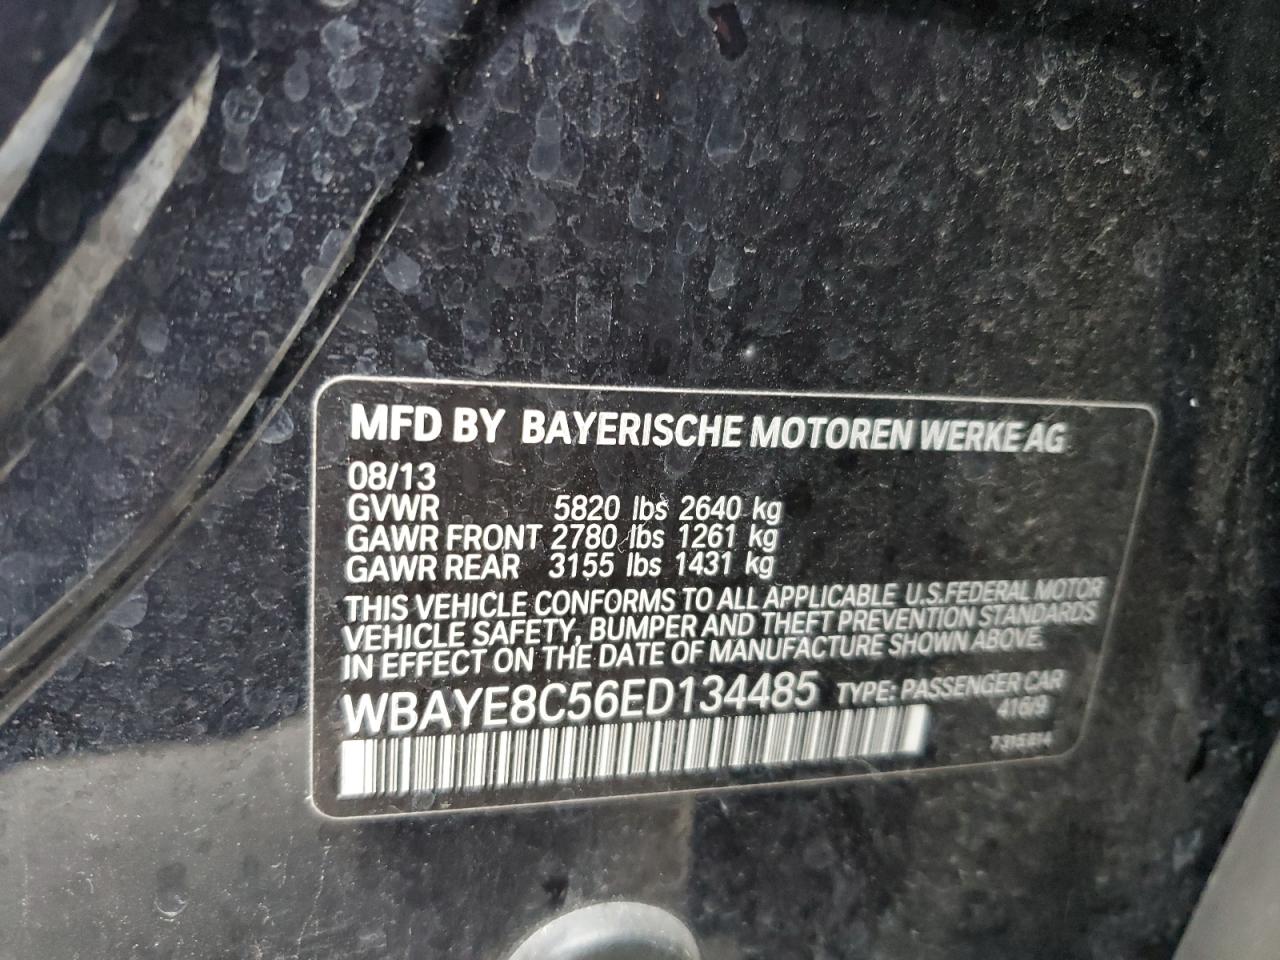 MFD BY BAYERISCHE MOTOREN WERKE AG
08/13
GVWR 5820 lbs 2640 kg
GAWR FRONT 2780 lbs 1261 kg
GAWR REAR 3155 lbs 1431 kg
THIS VEHICLE CONFORMS TO ALL APPLICABLE U.S.FEDERAL MOTOR
VEHICLE SAFETY, BUMPER AND THEFT PREVENTION STANDARDS
IN EFFECT ON THE DATE OF MANUFACTURE SHOWN ABOVE.
WBAYE8C56ED134485 TYPE: PASSENGER CAR
416/9